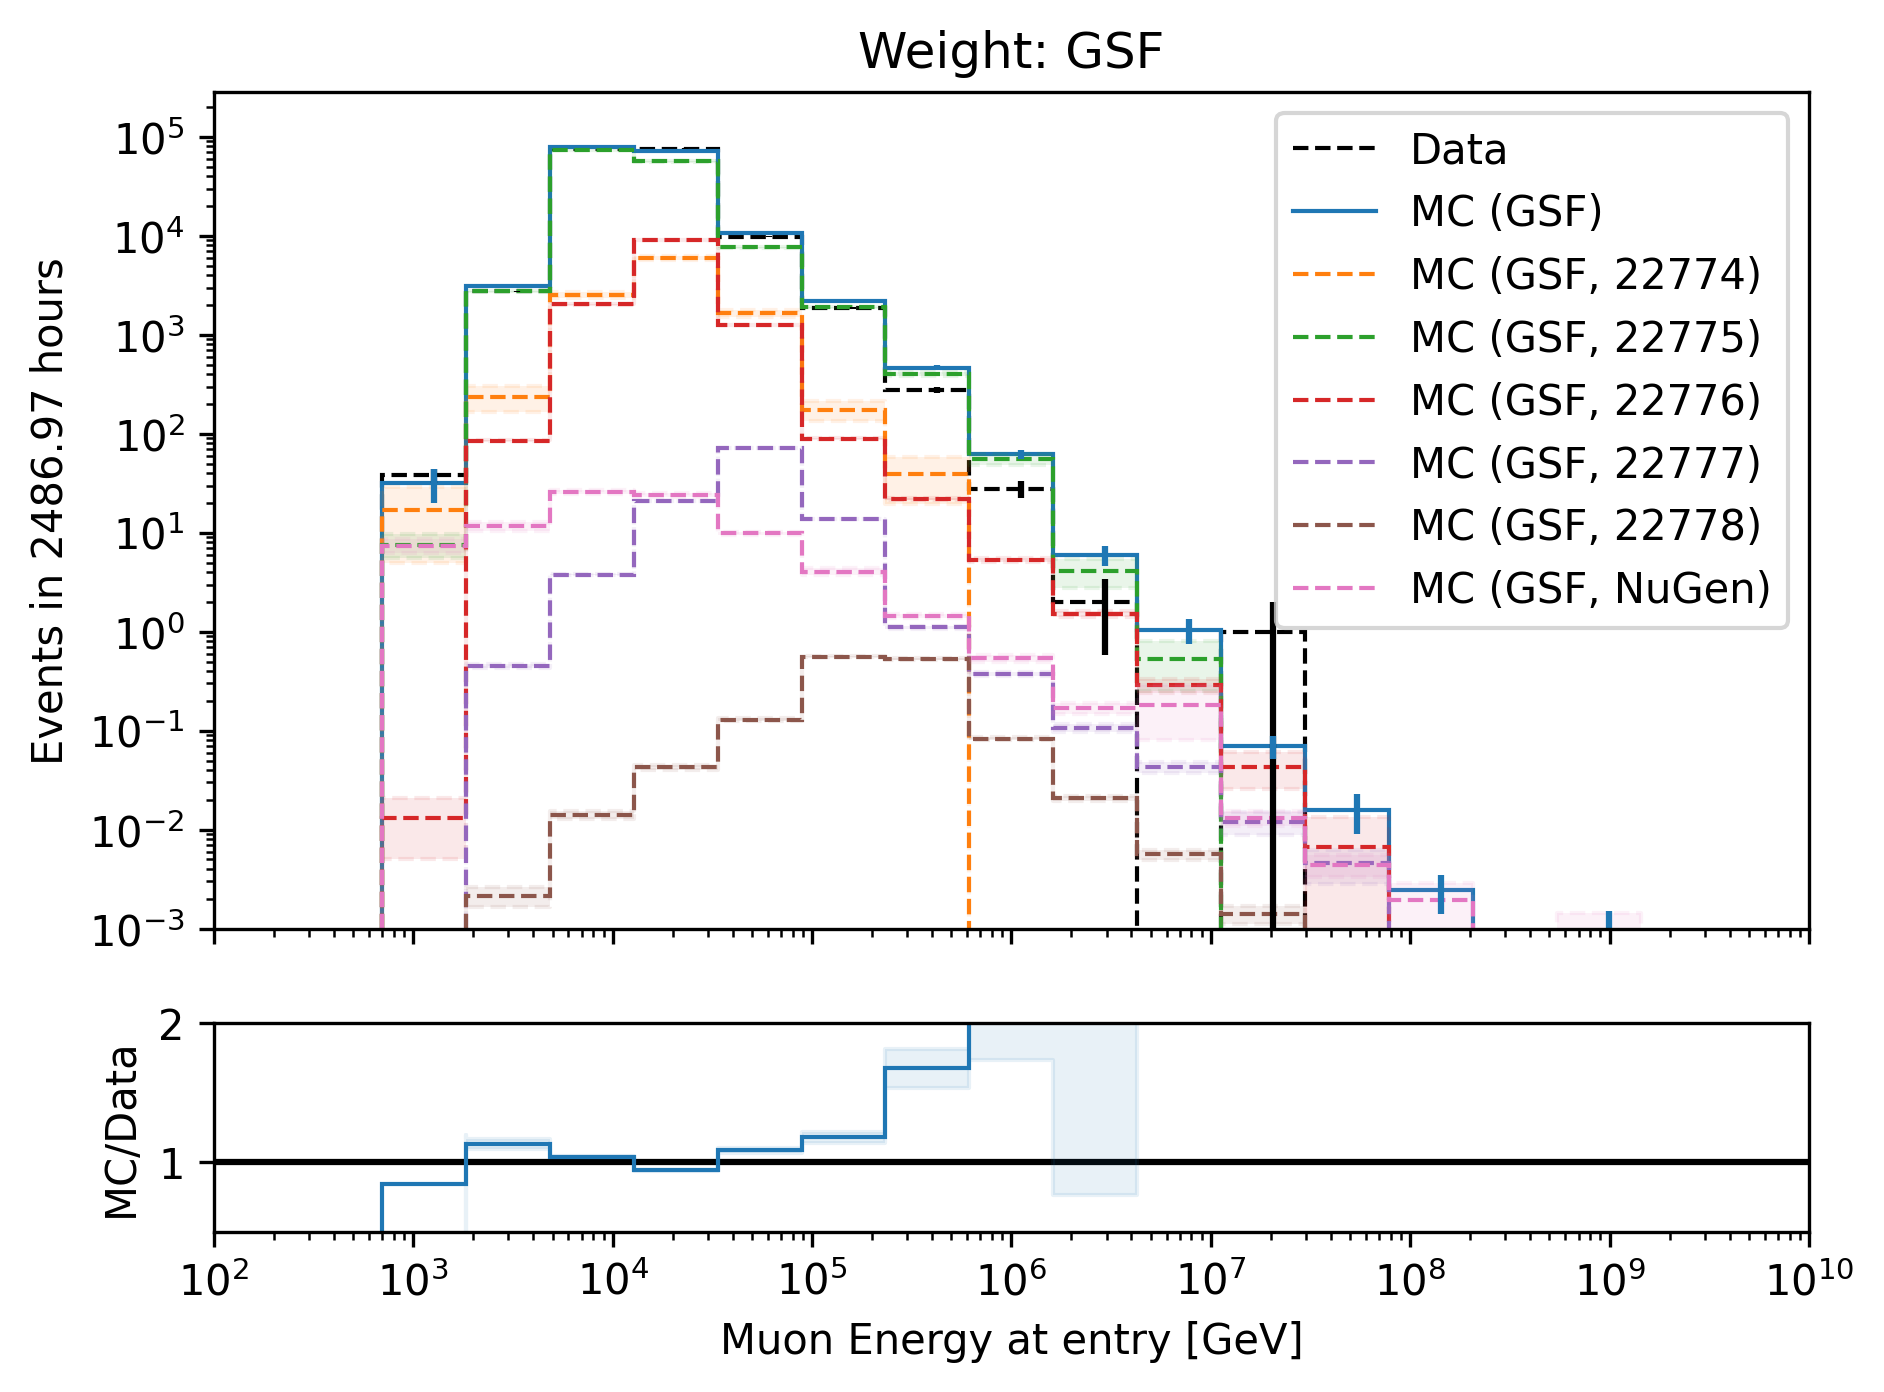 Weight: GSF
Events in 2486.97 hours
10⁵
10⁴
10³
10²
10¹
10⁰
10⁻¹
10⁻²
10⁻³
Data
MC (GSF)
MC (GSF, 22774)
MC (GSF, 22775)
MC (GSF, 22776)
MC (GSF, 22777)
MC (GSF, 22778)
MC (GSF, NuGen)
MC/Data
2
1
10² 10³ 10⁴ 10⁵ 10⁶ 10⁷ 10⁸ 10⁹ 10¹⁰
Muon Energy at entry [GeV]